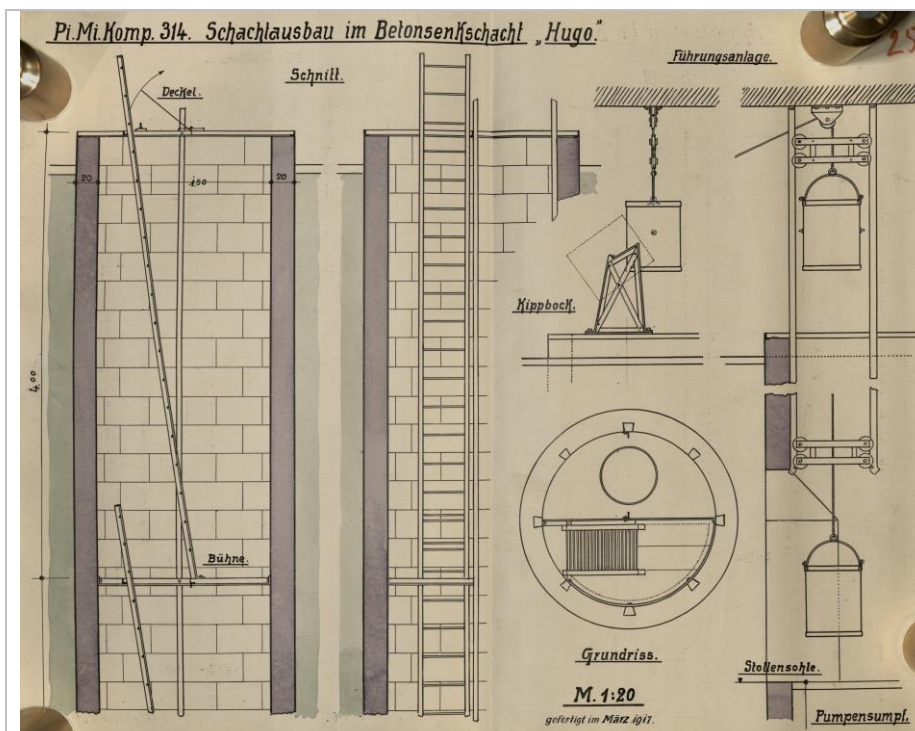 Pi.Mi.Komp. 314. Schachtausbau im Betonsenkschacht „Hugo."
25
Schnitt.
Führungsanlage.
Deckel.
20
1,50
20
4,00
Kippbock.
Bühne.
Grundriss.
M. 1:20
gefertigt im März 1917.
Stollensohle.
Pumpensumpf.